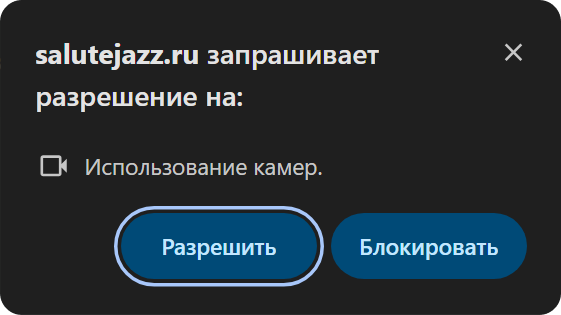 salutejazz.ru запрашивает
разрешение на:
Использование камер.
Разрешить
Блокировать